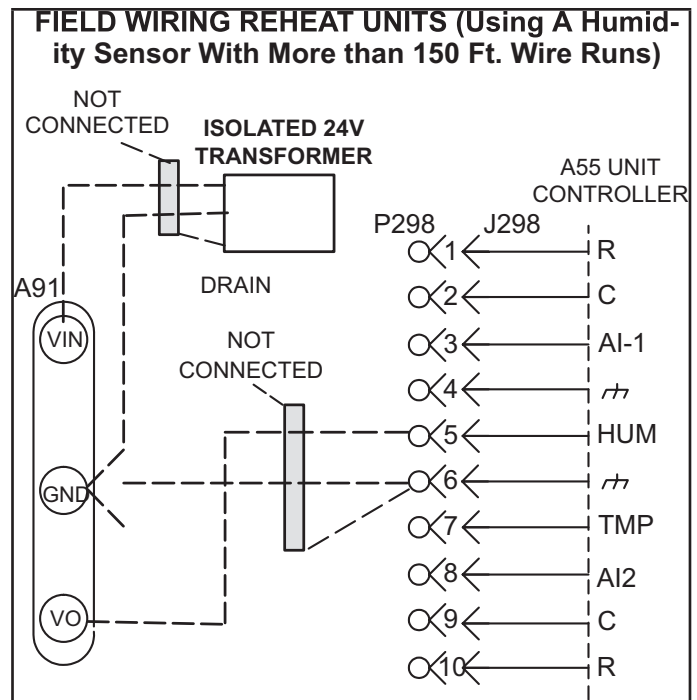 FIELD WIRING REHEAT UNITS (Using A Humid-
ity Sensor With More than 150 Ft. Wire Runs)
NOT
CONNECTED
ISOLATED 24V
TRANSFORMER
A55 UNIT
CONTROLLER
P298 J298
1 R
A91
DRAIN
2 C
VIN
NOT
CONNECTED
3 AI-1
4
5 HUM
GND
6
7 TMP
8 AI2
VO
9 C
10 R